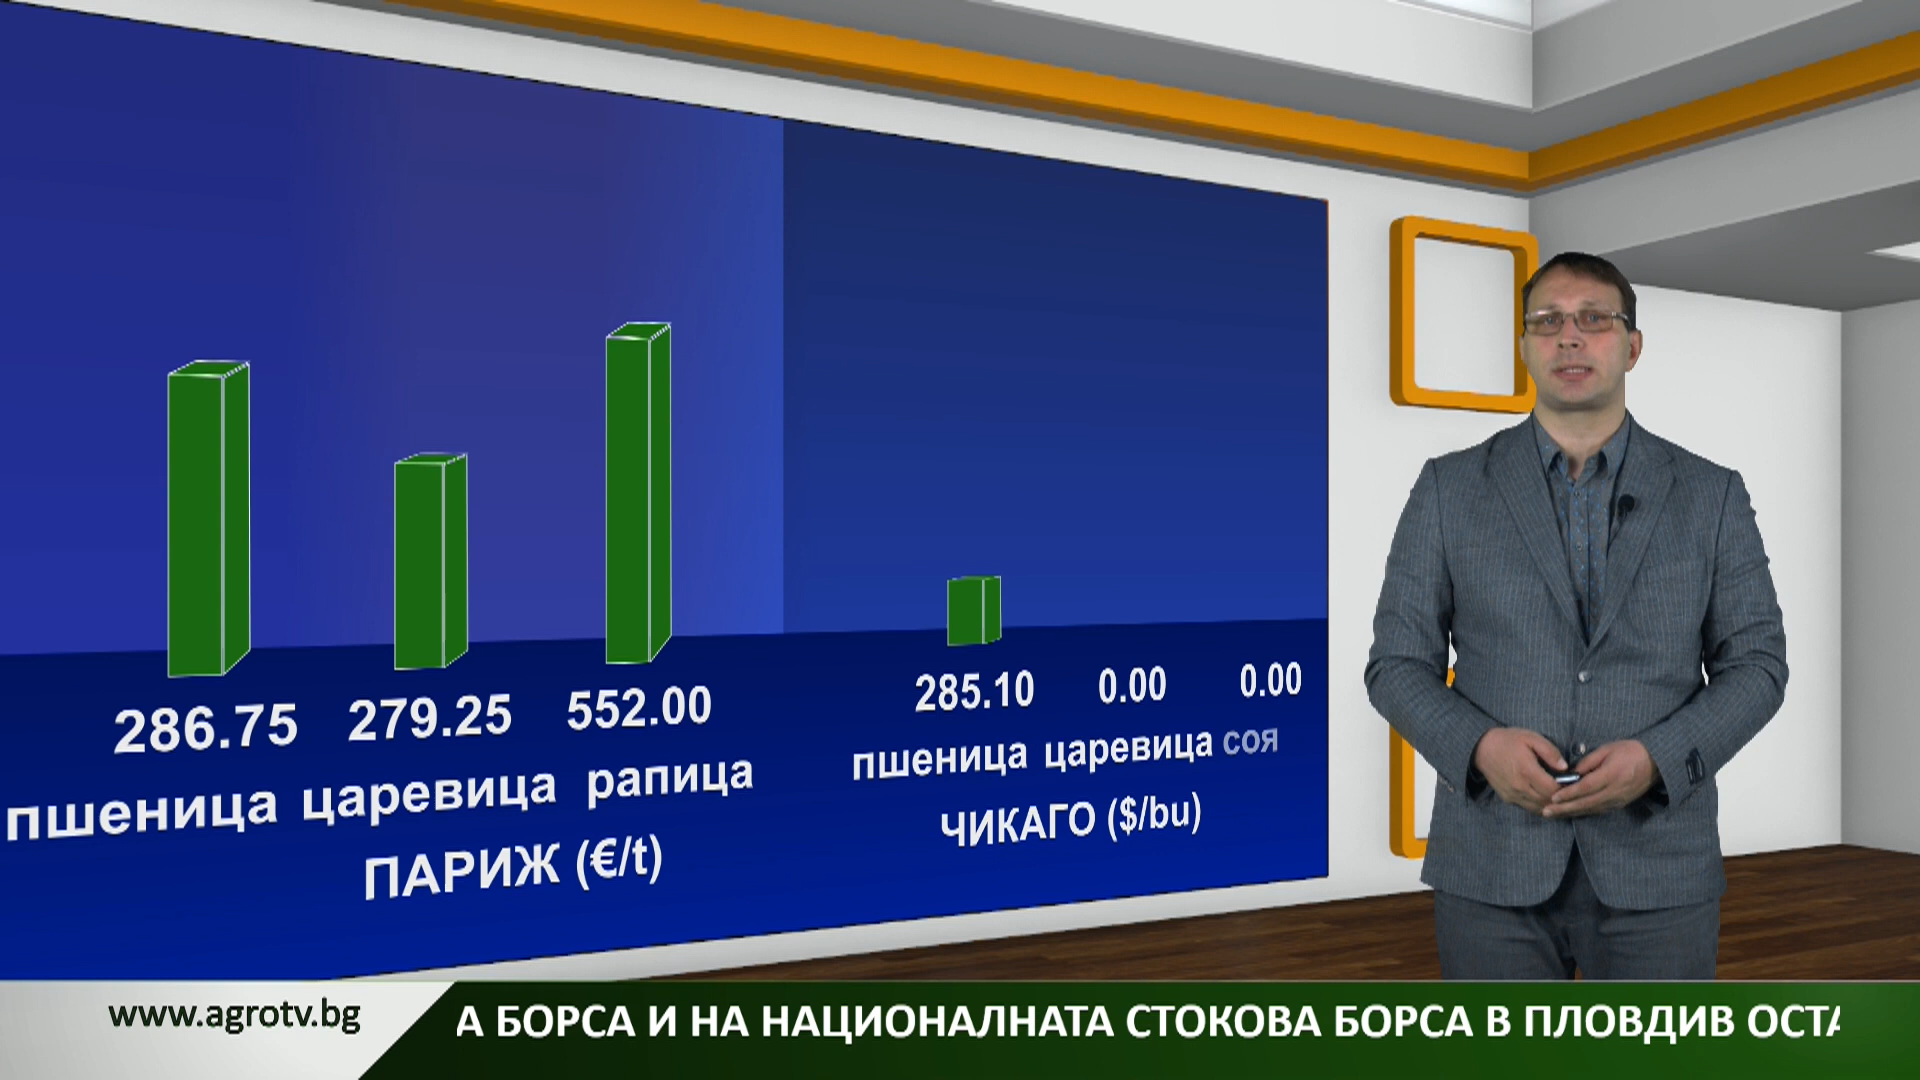 286.75 279.25 552.00
пшеница царевица рапица
ПАРИЖ (€/t)
285.10 0.00 0.00
пшеница царевица соя
ЧИКАГО ($/bu)
www.agrotv.bg
А БОРСА И НА НАЦИОНАЛНАТА СТОКОВА БОРСА В ПЛОВДИВ ОСТА